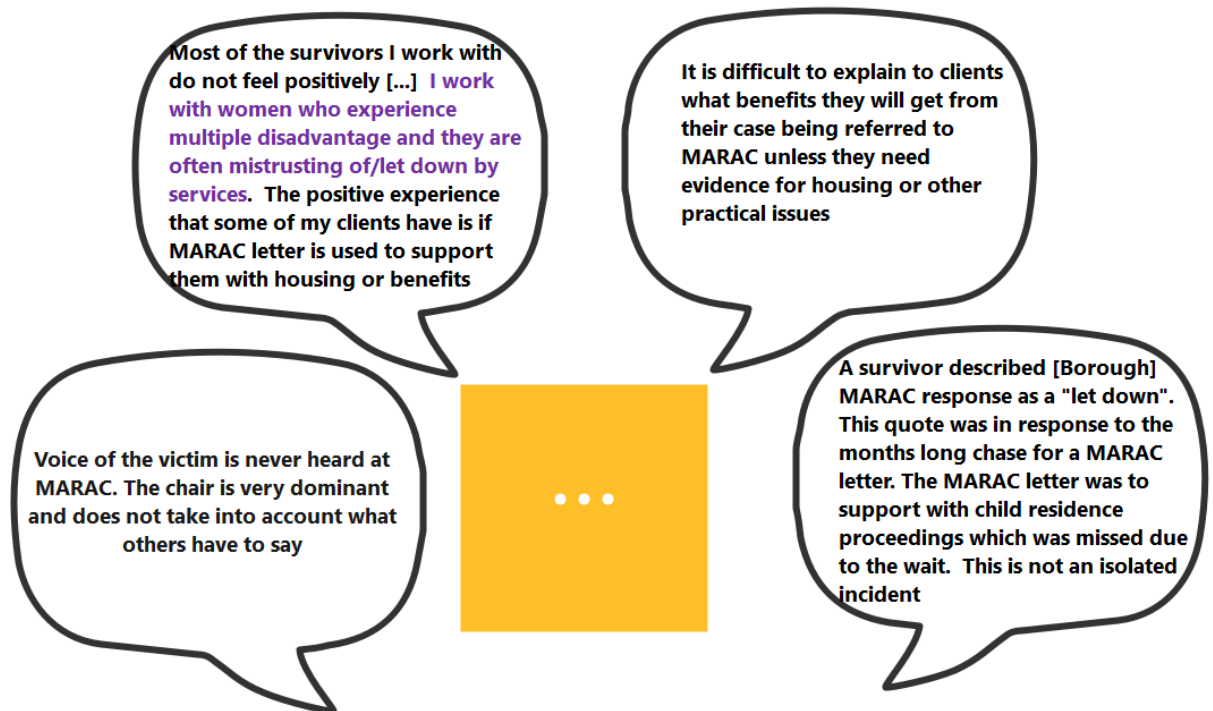 Most of the survivors I work with
do not feel positively [...]  I work
with women who experience
multiple disadvantage and they are
often mistrusting of/let down by
services.  The positive experience
that some of my clients have is if
MARAC letter is used to support
them with housing or benefits
It is difficult to explain to clients
what benefits they will get from
their case being referred to
MARAC unless they need
evidence for housing or other
practical issues
Voice of the victim is never heard at
MARAC. The chair is very dominant
and does not take into account what
others have to say
A survivor described [Borough]
MARAC response as a "let down".
This quote was in response to the
months long chase for a MARAC
letter. The MARAC letter was to
support with child residence
proceedings which was missed due
to the wait.  This is not an isolated
incident